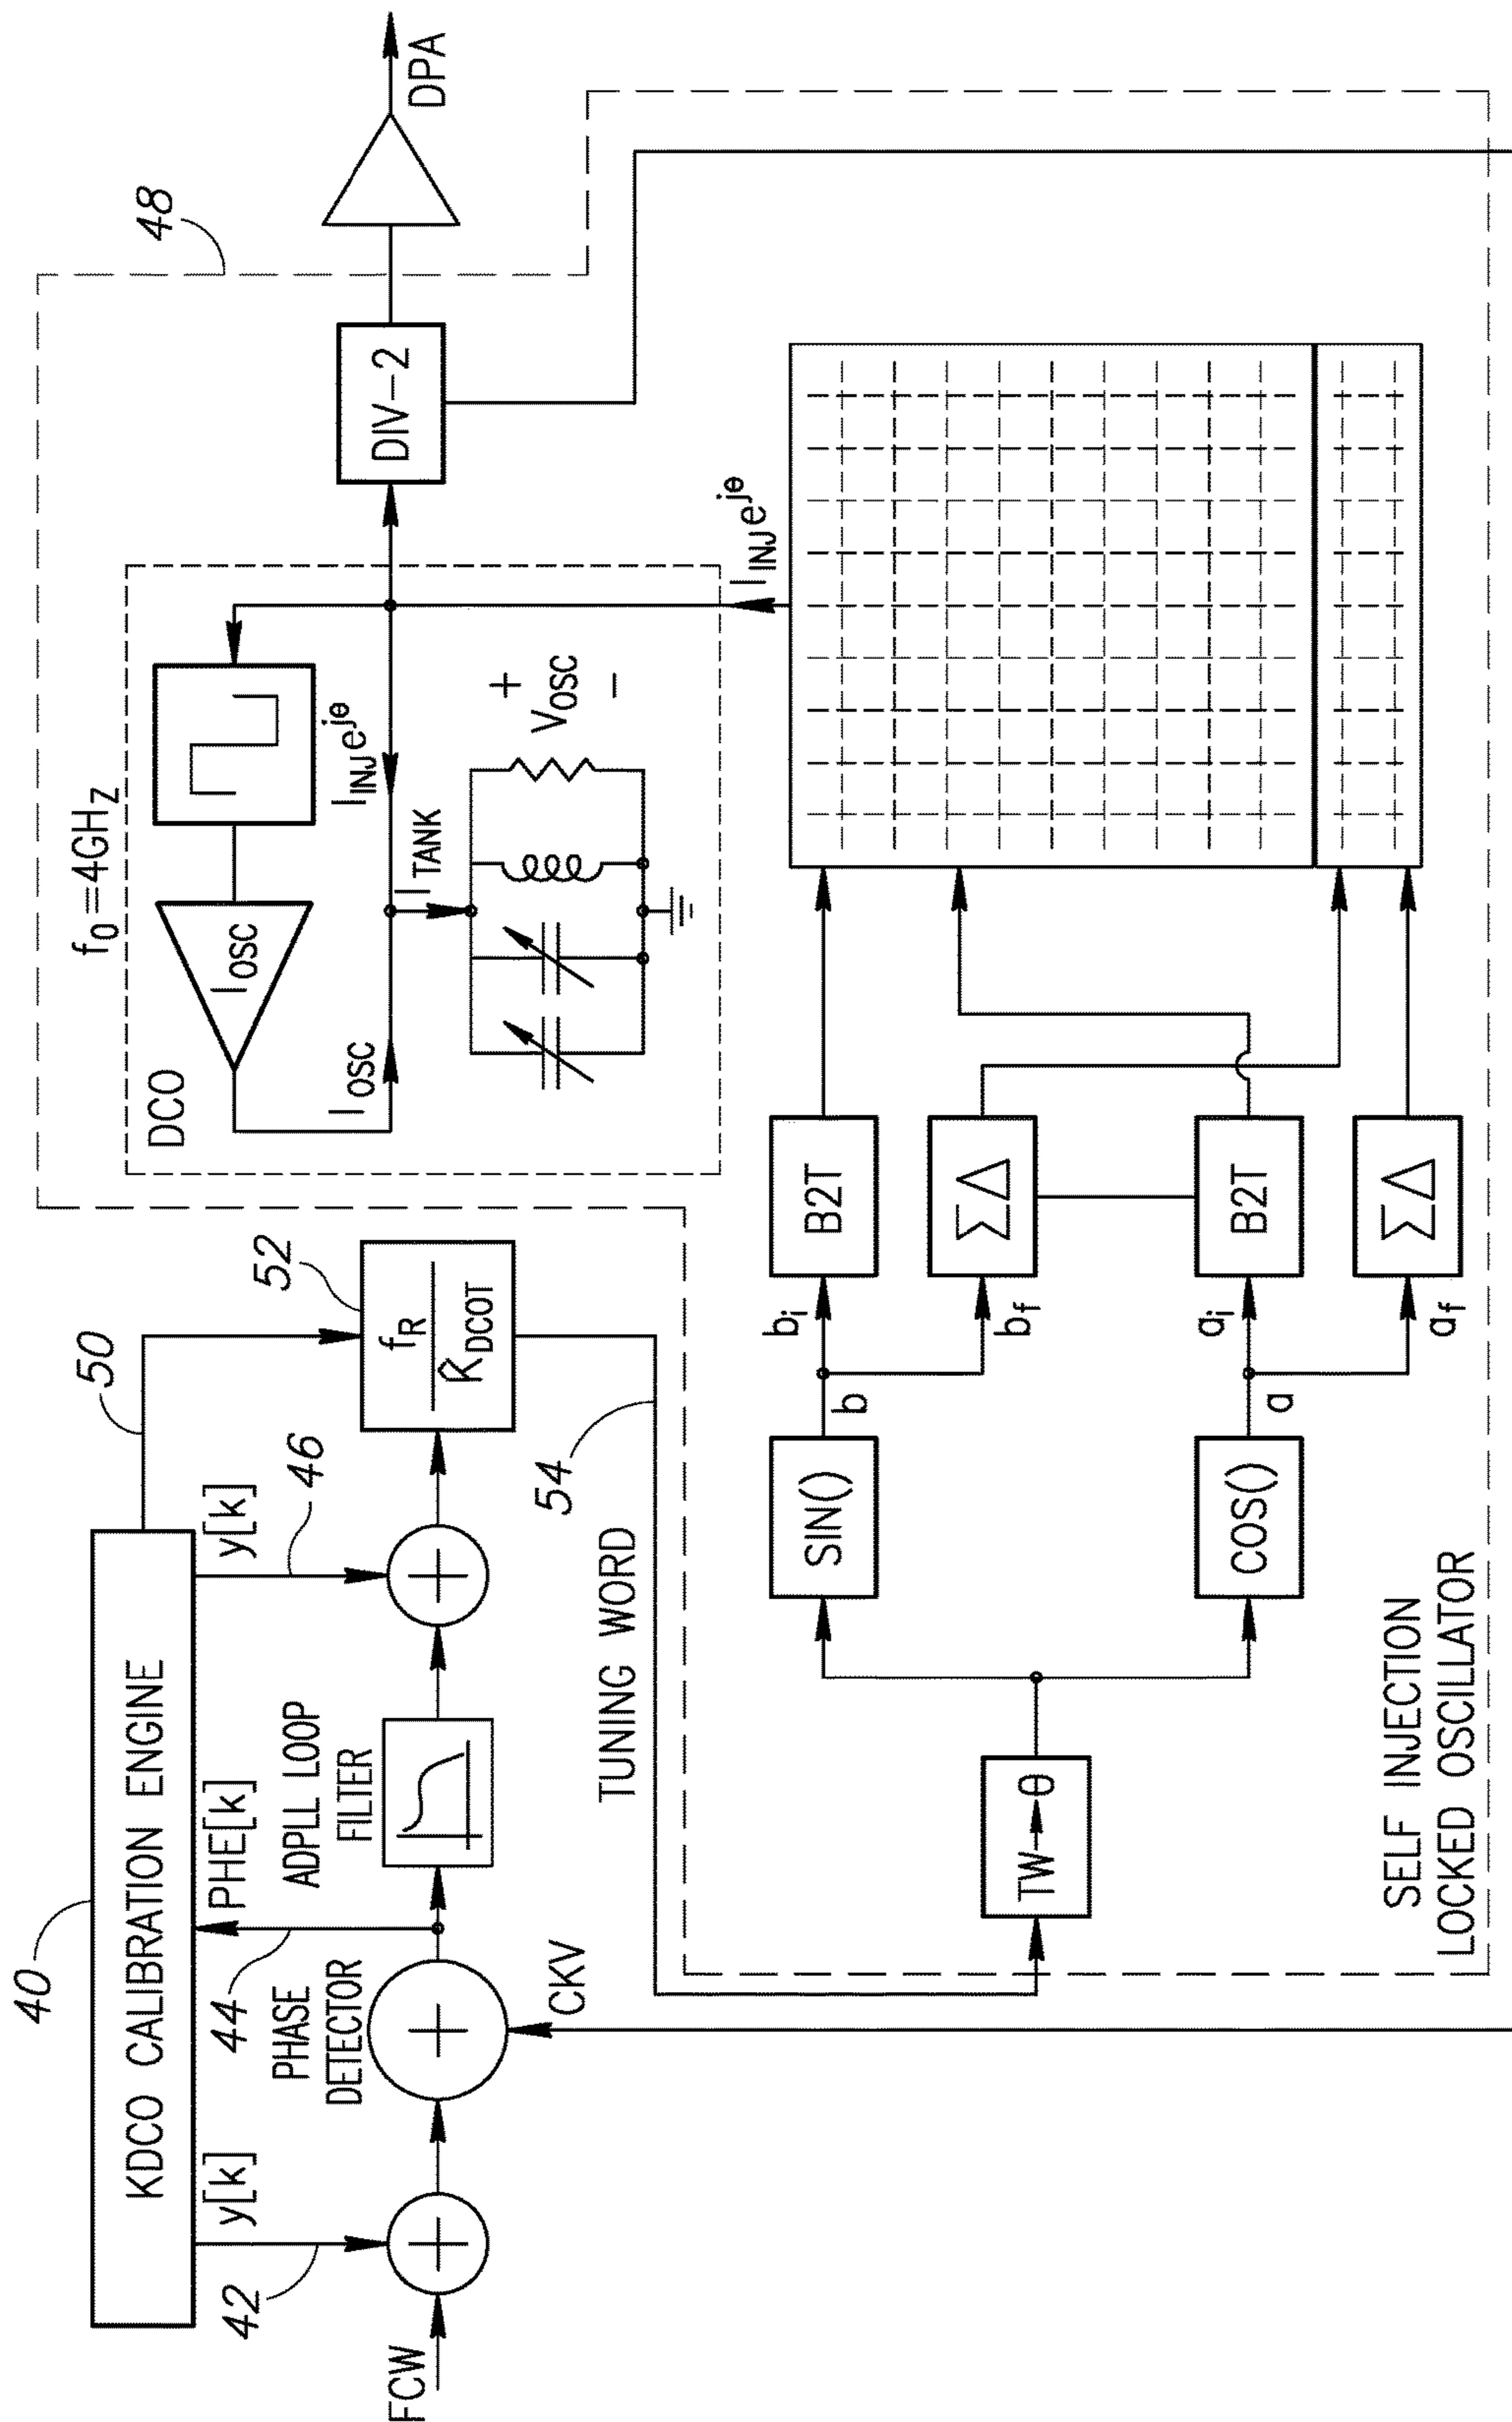 40
KDCO CALIBRATION ENGINE
50
42
y[k]
44
PHE[k]
y[k]
46
52
FCW
PHASE
DETECTOR
ADPLL LOOP
FILTER
f_R
K̂_DCOT
CKV
TUNING WORD
54
48
f_0=4GH_Z
DCO
I_OSC
I_OSC
I_INJ e^jθ
I_TANK
+
V_OSC
−
DIV−2
DPA
I_INJ e^jθ
TW→θ
SIN()
b
b_i
b_f
B2T
ΣΔ
COS()
a
a_i
a_f
B2T
ΣΔ
SELF INJECTION
LOCKED OSCILLATOR